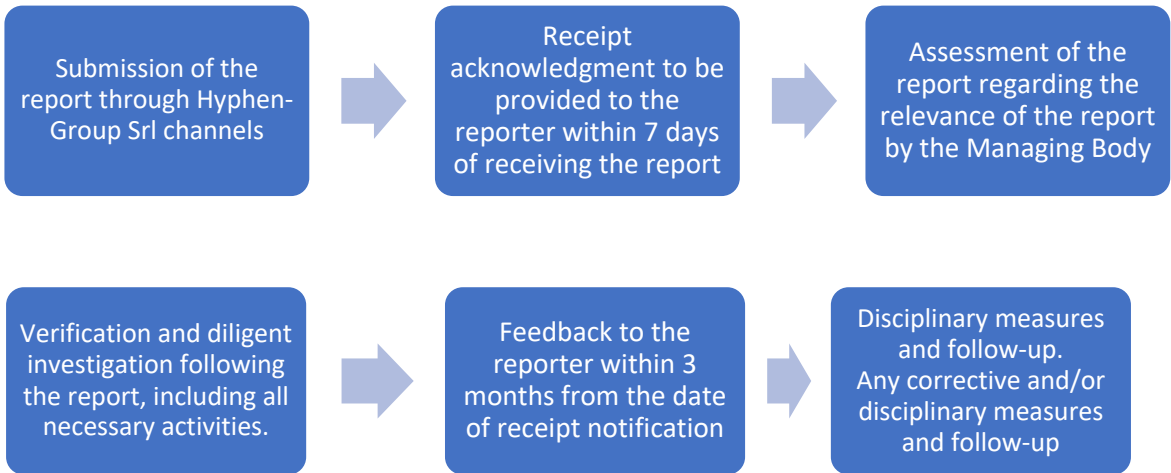 Submission of the
report through Hyphen-
Group Srl channels
Receipt
acknowledgment to be
provided to the
reporter within 7 days
of receiving the report
Assessment of the
report regarding the
relevance of the report
by the Managing Body
Verification and diligent
investigation following
the report, including all
necessary activities.
Feedback to the
reporter within 3
months from the date
of receipt notification
Disciplinary measures
and follow-up.
Any corrective and/or
disciplinary measures
and follow-up